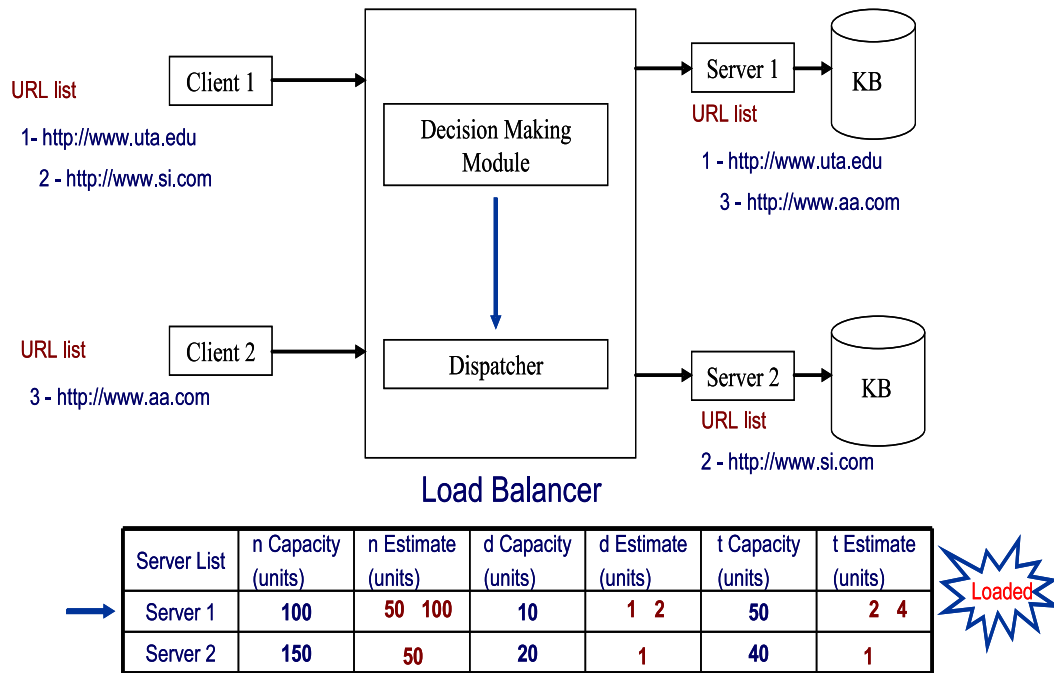 URL list
Client 1
1- http://www.uta.edu
2 - http://www.si.com
Decision Making
Module
Server 1
KB
URL list
1 - http://www.uta.edu
3 - http://www.aa.com
URL list
Client 2
3 - http://www.aa.com
Dispatcher
Server 2
KB
URL list
2 - http://www.si.com
Load Balancer
Server List
n Capacity
(units)
n Estimate
(units)
d Capacity
(units)
d Estimate
(units)
t Capacity
(units)
t Estimate
(units)
Server 1 100 50 100 10 1 2 50 2 4
Server 2 150 50 20 1 40 1
Loaded